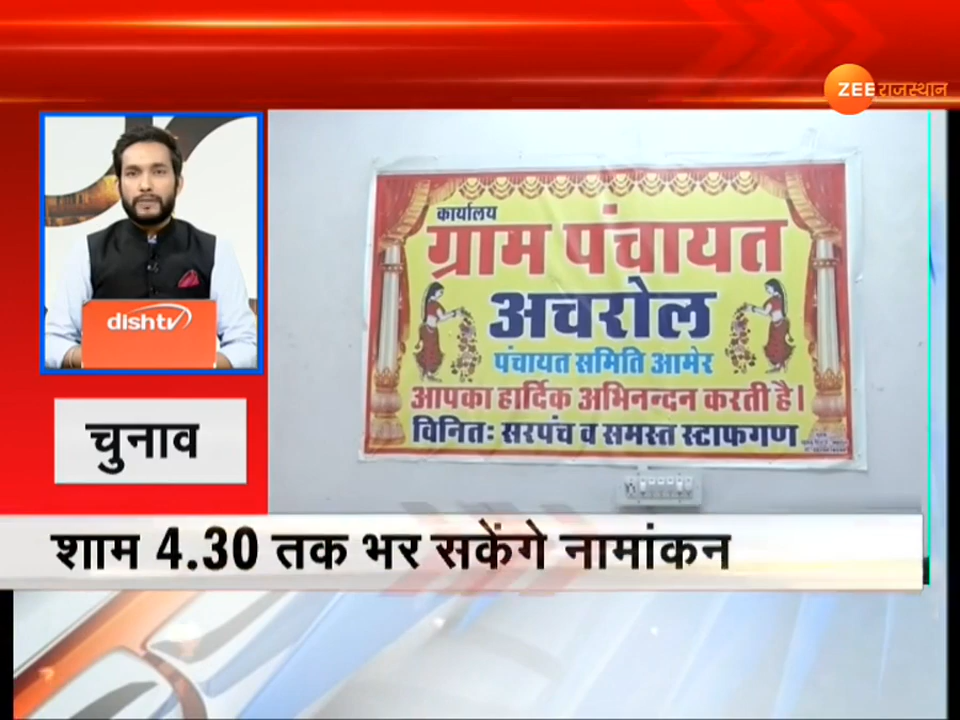 ZEE राजस्थान
कार्यालय
ग्राम पंचायत
अचरोल
पंचायत समिति आमेर
आपका हार्दिक अभिनन्दन करती है।
विनितः सरपंच व समस्त स्टाफगण
dishtv
चुनाव
शाम 4.30 तक भर सकेंगे नामांकन